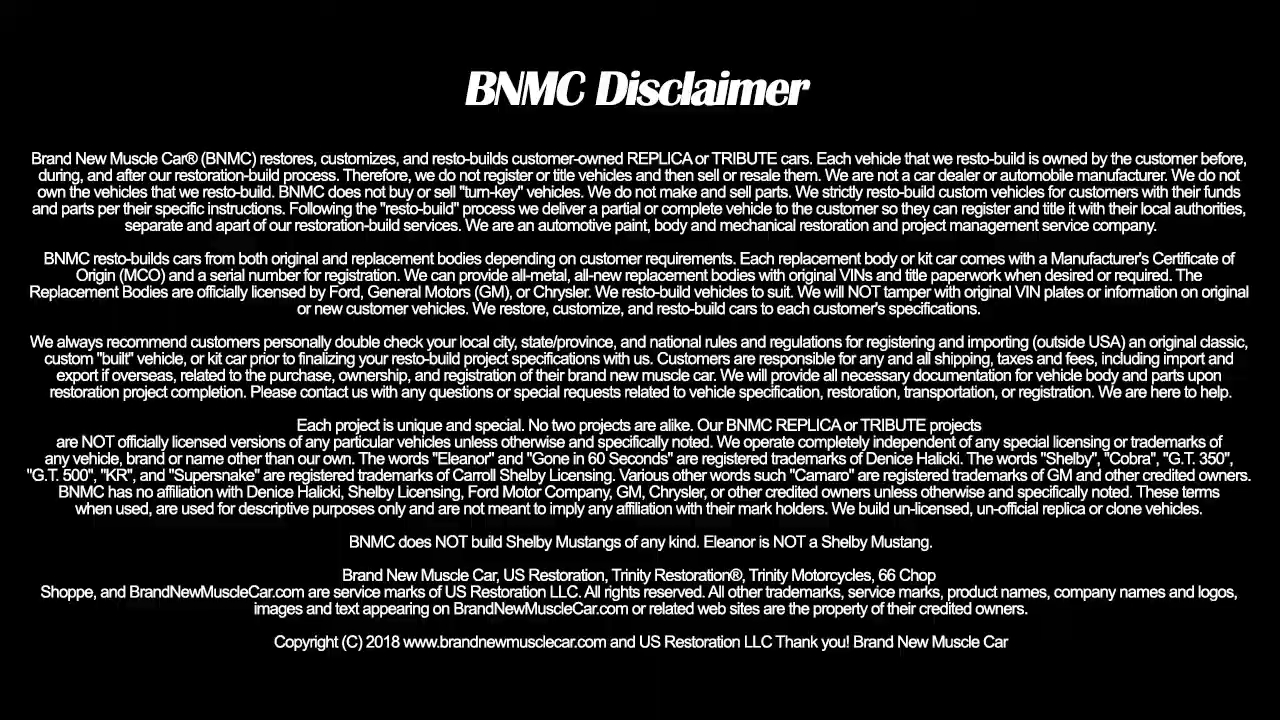 BNMC Disclaimer
Brand New Muscle Car® (BNMC) restores, customizes, and resto-builds customer-owned REPLICA or TRIBUTE cars. Each vehicle that we resto-build is owned by the customer before,
during, and after our restoration-build process. Therefore, we do not register or title vehicles and then sell or resale them. We are not a car dealer or automobile manufacturer. We do not
own the vehicles that we resto-build. BNMC does not buy or sell "turn-key" vehicles. We do not make and sell parts. We strictly resto-build custom vehicles for customers with their funds
and parts per their specific instructions. Following the "resto-build" process we deliver a partial or complete vehicle to the customer so they can register and title it with their local authorities,
separate and apart of our restoration-build services. We are an automotive paint, body and mechanical restoration and project management service company.
BNMC resto-builds cars from both original and replacement bodies depending on customer requirements. Each replacement body or kit car comes with a Manufacturer's Certificate of
Origin (MCO) and a serial number for registration. We can provide all-metal, all-new replacement bodies with original VINs and title paperwork when desired or required. The
Replacement Bodies are officially licensed by Ford, General Motors (GM), or Chrysler. We resto-build vehicles to suit. We will NOT tamper with original VIN plates or information on original
or new customer vehicles. We restore, customize, and resto-build cars to each customer's specifications.
We always recommend customers personally double check your local city, state/province, and national rules and regulations for registering and importing (outside USA) an original classic,
custom "built" vehicle, or kit car prior to finalizing your resto-build project specifications with us. Customers are responsible for any and all shipping, taxes and fees, including import and
export if overseas, related to the purchase, ownership, and registration of their brand new muscle car. We will provide all necessary documentation for vehicle body and parts upon
restoration project completion. Please contact us with any questions or special requests related to vehicle specification, restoration, transportation, or registration. We are here to help.
Each project is unique and special. No two projects are alike. Our BNMC REPLICA or TRIBUTE projects
are NOT officially licensed versions of any particular vehicles unless otherwise and specifically noted. We operate completely independent of any special licensing or trademarks of
any vehicle, brand or name other than our own. The words "Eleanor" and "Gone in 60 Seconds" are registered trademarks of Denice Halicki. The words "Shelby", "Cobra", "G.T. 350",
"G.T. 500", "KR", and "Supersnake" are registered trademarks of Carroll Shelby Licensing. Various other words such "Camaro" are registered trademarks of GM and other credited owners.
BNMC has no affiliation with Denice Halicki, Shelby Licensing, Ford Motor Company, GM, Chrysler, or other credited owners unless otherwise and specifically noted. These terms
when used, are used for descriptive purposes only and are not meant to imply any affiliation with their mark holders. We build un-licensed, un-official replica or clone vehicles.
BNMC does NOT build Shelby Mustangs of any kind. Eleanor is NOT a Shelby Mustang.
Brand New Muscle Car, US Restoration, Trinity Restoration®, Trinity Motorcycles, 66 Chop
Shoppe, and BrandNewMuscleCar.com are service marks of US Restoration LLC. All rights reserved. All other trademarks, service marks, product names, company names and logos,
images and text appearing on BrandNewMuscleCar.com or related web sites are the property of their credited owners.
Copyright (C) 2018 www.brandnewmusclecar.com and US Restoration LLC Thank you! Brand New Muscle Car